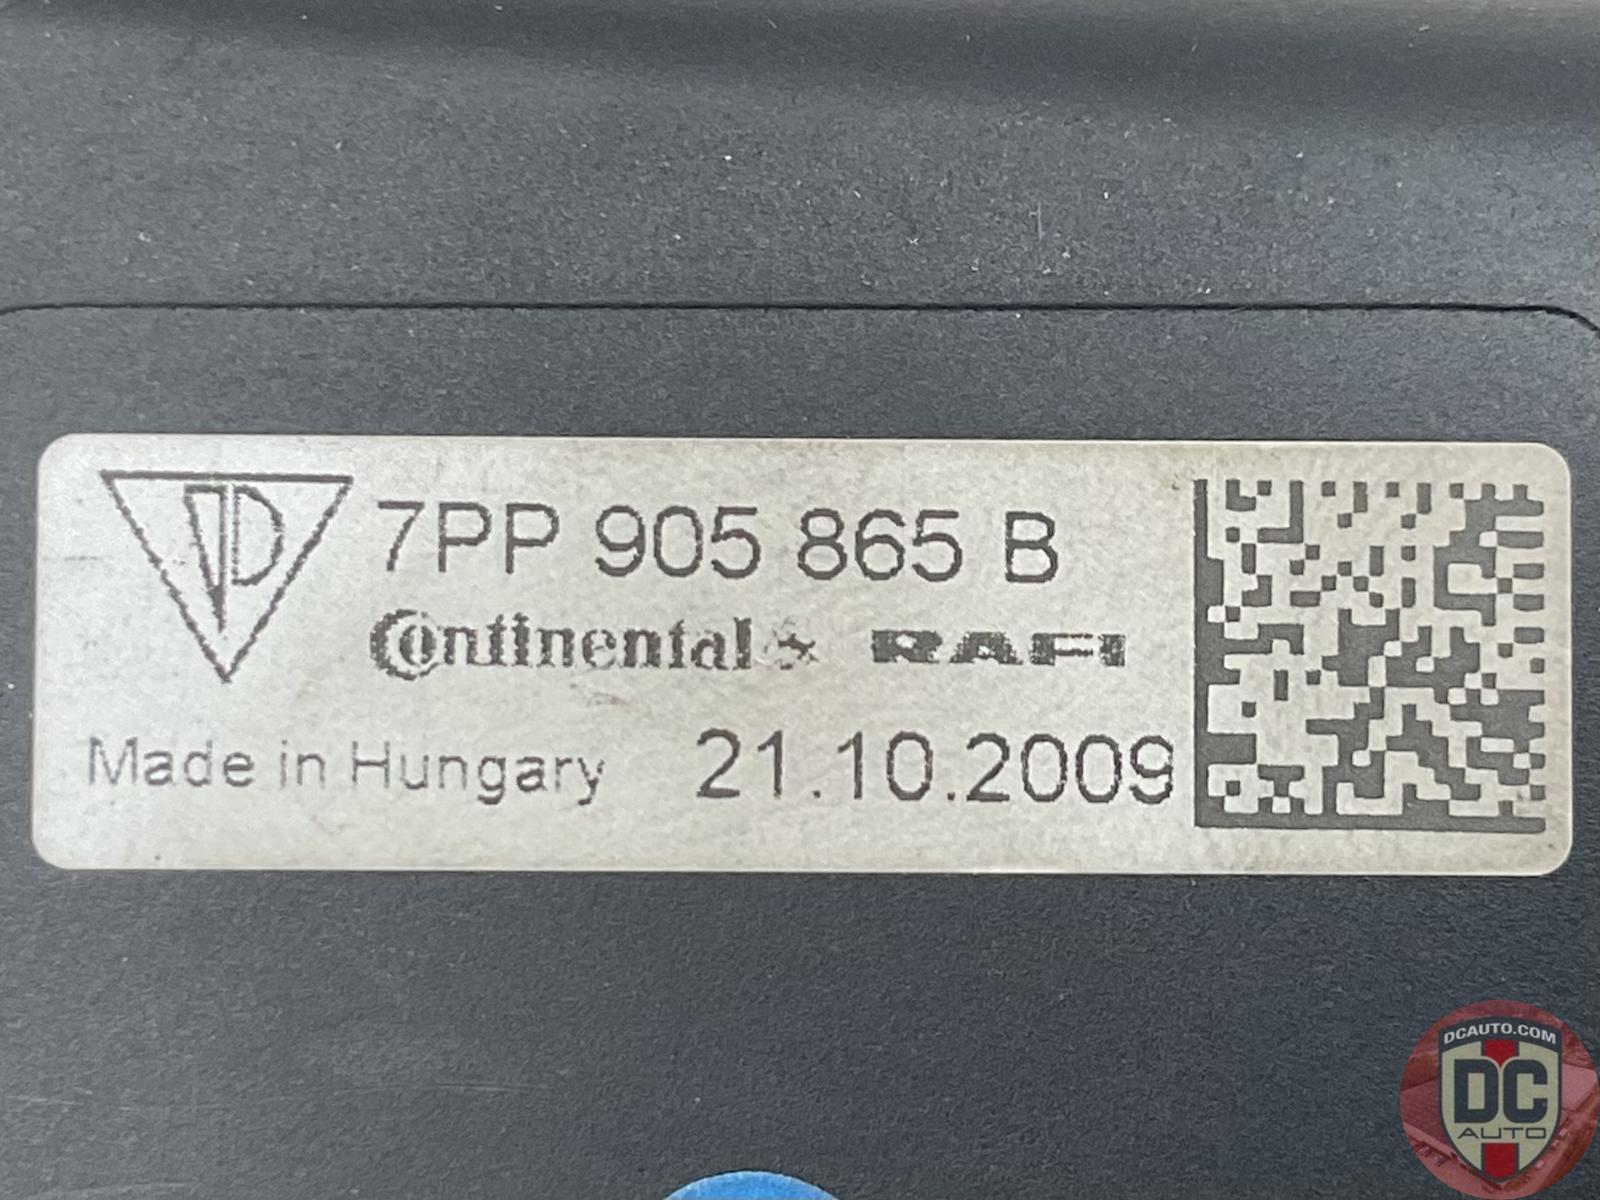 7PP 905 865 B
Continental RAFI
Made in Hungary 21.10.2009
DCAUTO.COM
DC
AUTO